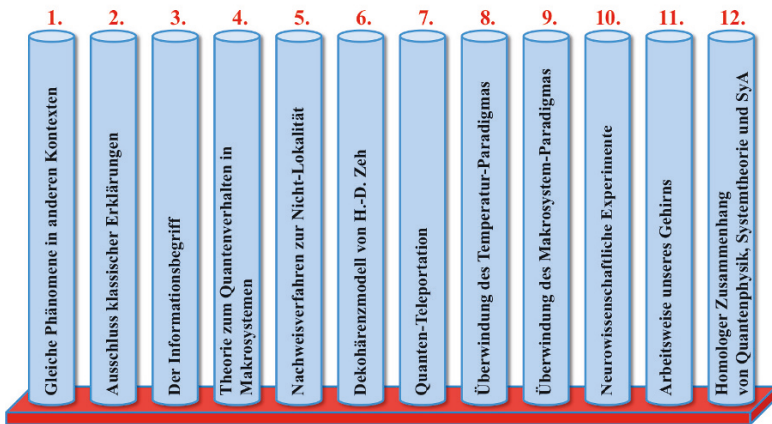 1.
2.
3.
4.
5.
6.
7.
8.
9.
10.
11.
12.
Gleiche Phänomene in anderen Kontexten
Ausschluss klassischer Erklärungen
Der Informationsbegriff
Theorie zum Quantenverhalten in
Makrosystemen
Nachweisverfahren zur Nicht-Lokalität
Dekohärenzmodell von H.-D. Zeh
Quanten-Teleportation
Überwindung des Temperatur-Paradigmas
Überwindung des Makrosystem-Paradigmas
Neurowissenschaftliche Experimente
Arbeitsweise unseres Gehirns
Homologer Zusammenhang
von Quantenphysik, Systemtheorie und SyA